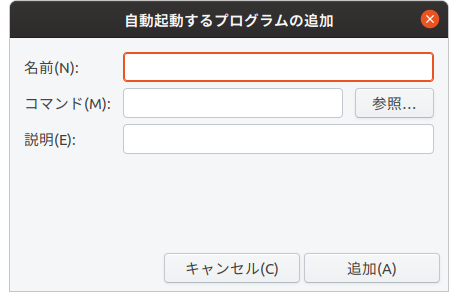 自動起動するプログラムの追加
名前(N):
コマンド(M):
参照...
説明(E):
キャンセル(C)
追加(A)